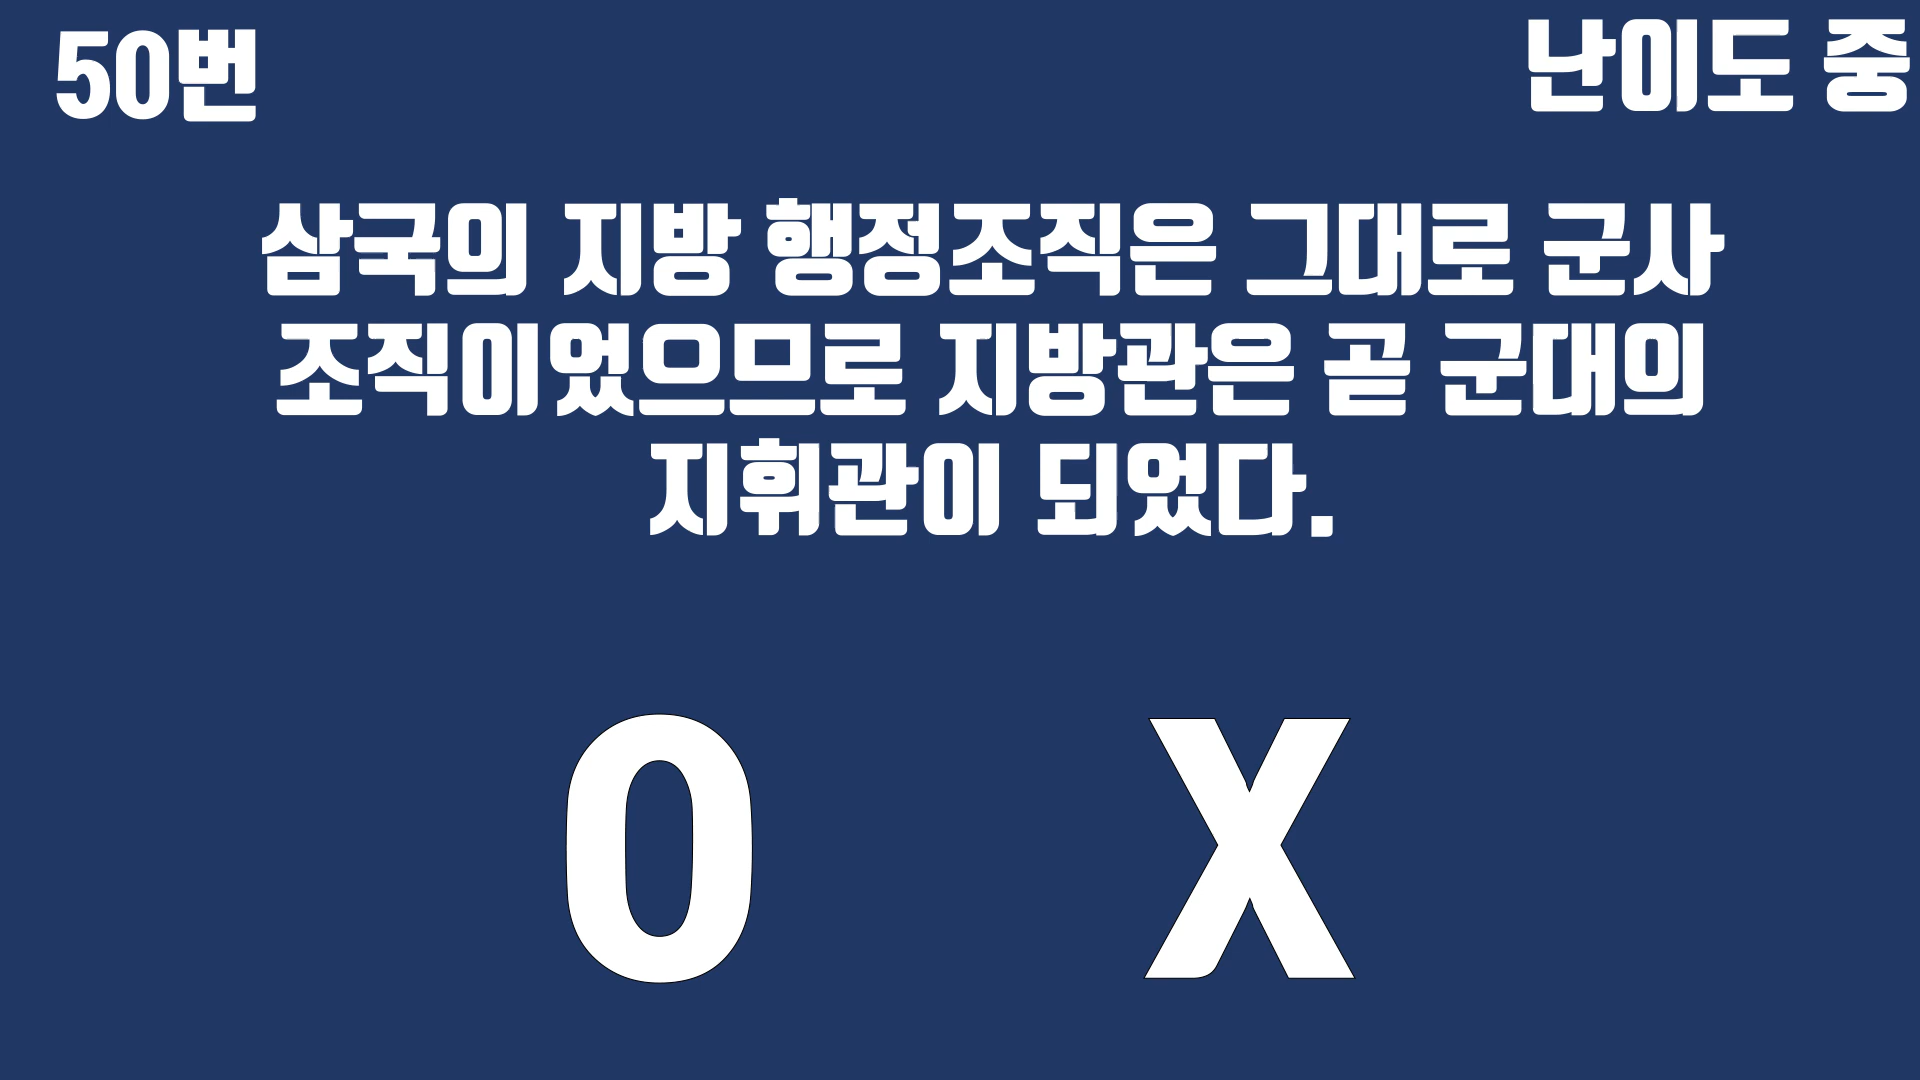 50번
난이도 중
삼국의 지방 행정조직은 그대로 군사
조직이었으므로 지방관은 곧 군대의
지휘관이 되었다.
O X